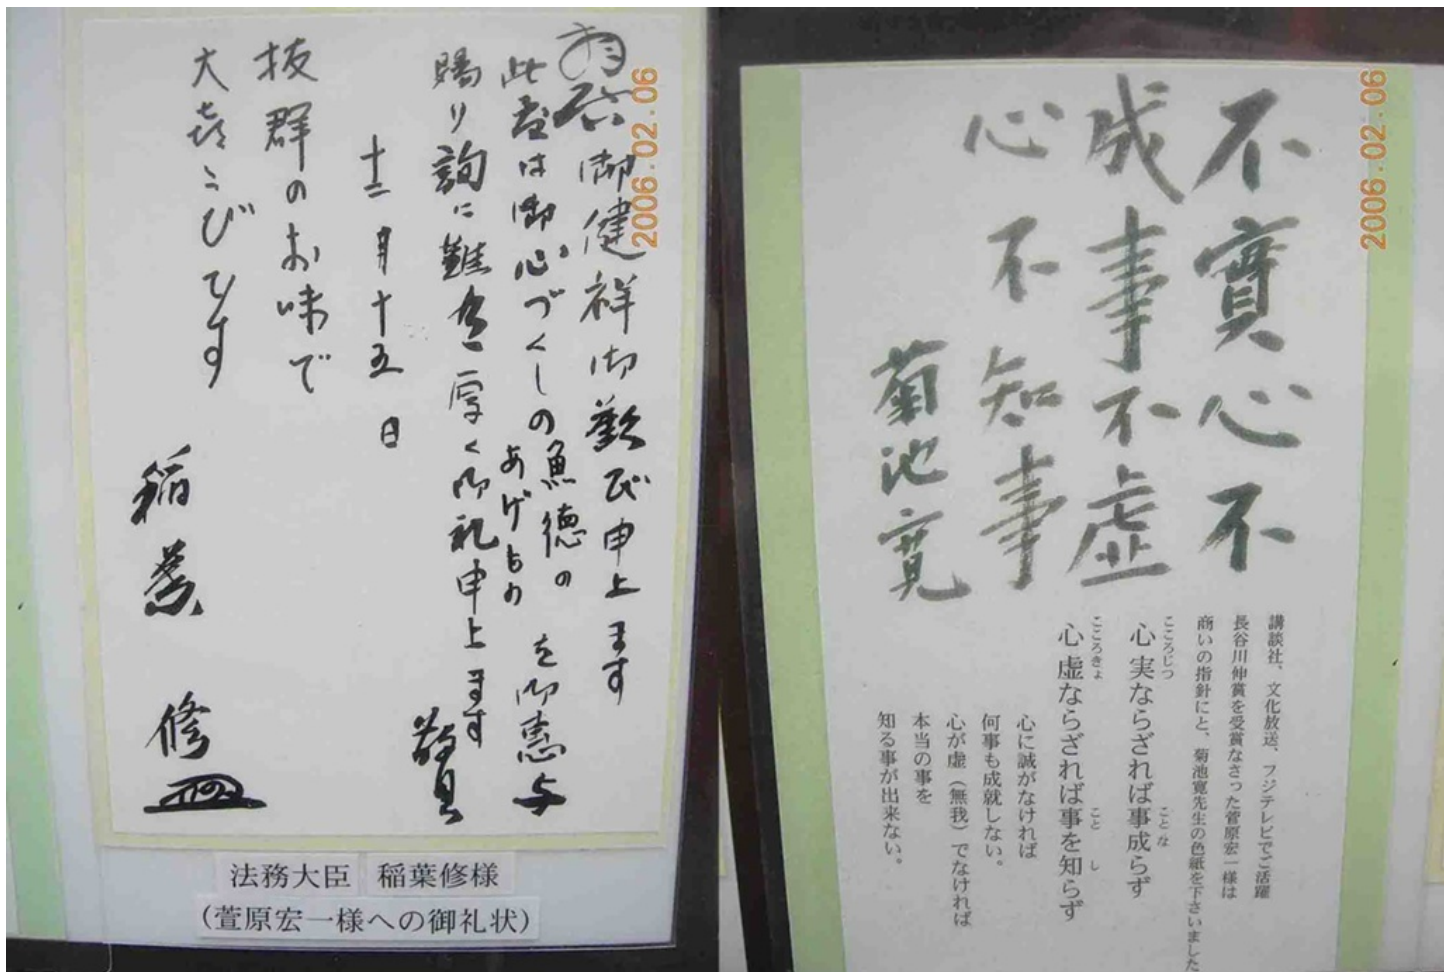 拝啓 御健祥御歓び申上ます
此度は御心づくしの魚徳の
あげもの を御恵与
賜り誠に難有厚く御礼申上ます
敬具
十二月十五日
抜群のお味で
大喜こびです
稲葉 修
法務大臣 稲葉修様
(萱原宏一様への御礼状)
2006.02.06
不實心不
成事不虚
心不知事
菊池寛
講談社、文化放送、フジテレビでご活躍
長谷川伸賞を受賞なさった萱原宏一様は
商いの指針にと、菊池寛先生の色紙を下さいました
こころじつ ことな
心実ならざれば事成らず
こころきょ こと し
心虚ならざれば事を知らず
心に誠がなければ
何事も成就しない。
心が虚(無我)でなければ
本当の事を
知る事が出来ない。
2006.02.06